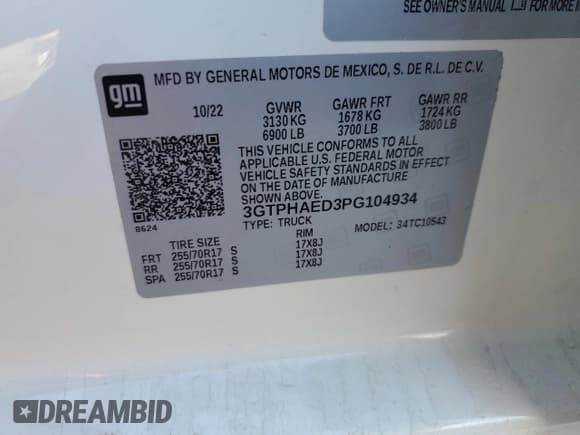 SEE OWNER'S MANUAL FOR MORE
gm
MFD BY GENERAL MOTORS DE MEXICO, S. DE R.L. DE C.V.
10/22 GVWR GAWR FRT GAWR RR
3130 KG 1678 KG 1724 KG
6900 LB 3700 LB 3800 LB
THIS VEHICLE CONFORMS TO ALL
APPLICABLE U.S. FEDERAL MOTOR
VEHICLE SAFETY STANDARDS IN EFFECT
ON THE DATE OF MANUFACTURE
SHOWN ABOVE.
3GTPHAED3PG104934
8624 TYPE: TRUCK MODEL: 34TC10543
TIRE SIZE RIM
FRT 255/70R17 S 17X8J
RR 255/70R17 S 17X8J
SPA 255/70R17 S 17X8J
DREAMBID